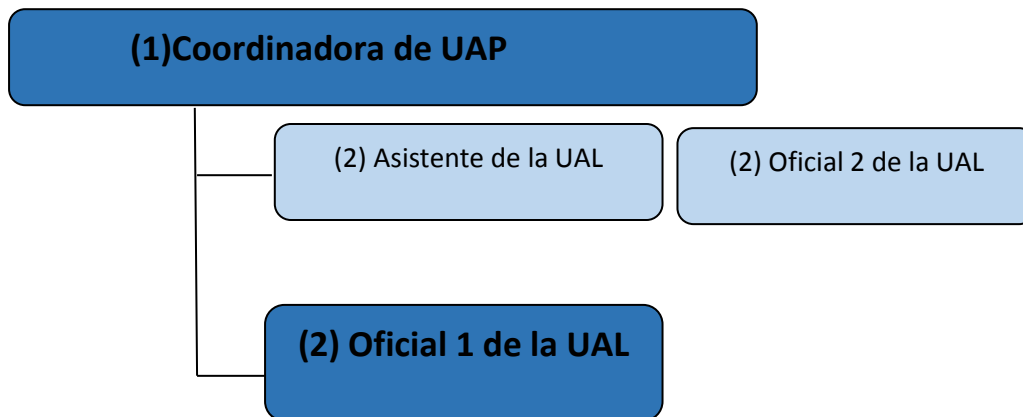 (1)Coordinadora de UAP
(2) Asistente de la UAL
(2) Oficial 2 de la UAL
(2) Oficial 1 de la UAL